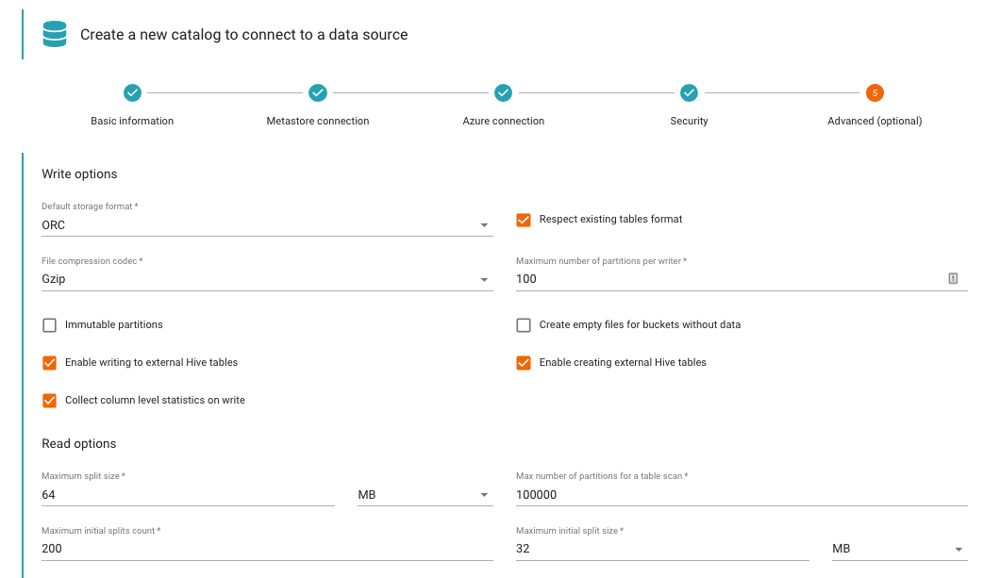 Create a new catalog to connect to a data source
5
Basic information
Metastore connection
Azure connection
Security
Advanced (optional)
Write options
Default storage format *
ORC
Respect existing tables format
File compression codec *
Gzip
Maximum number of partitions per writer *
100
Immutable partitions
Create empty files for buckets without data
Enable writing to external Hive tables
Enable creating external Hive tables
Collect column level statistics on write
Read options
Maximum split size *
64
MB
Max number of partitions for a table scan *
100000
Maximum initial splits count *
200
Maximum initial split size *
32
MB